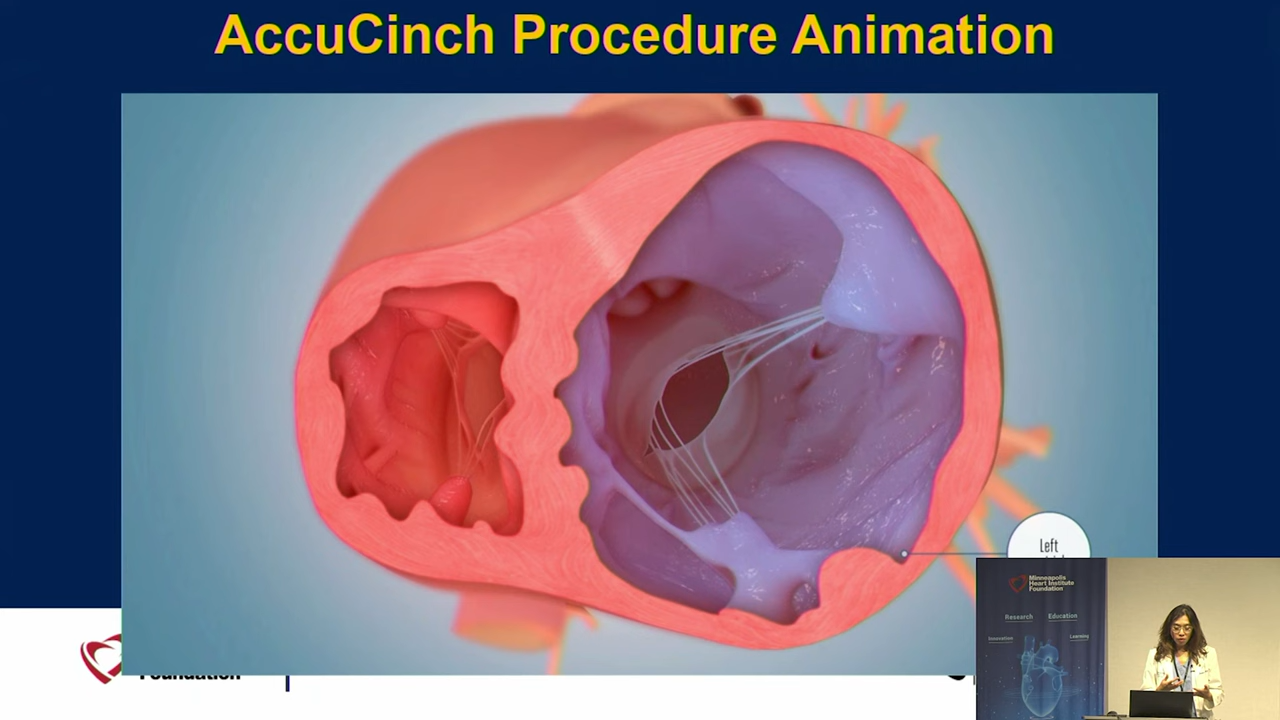 AccuCinch Procedure Animation
Left
Minneapolis
Heart Institute
Foundation
Research Education
Innovation Learning
Foundation